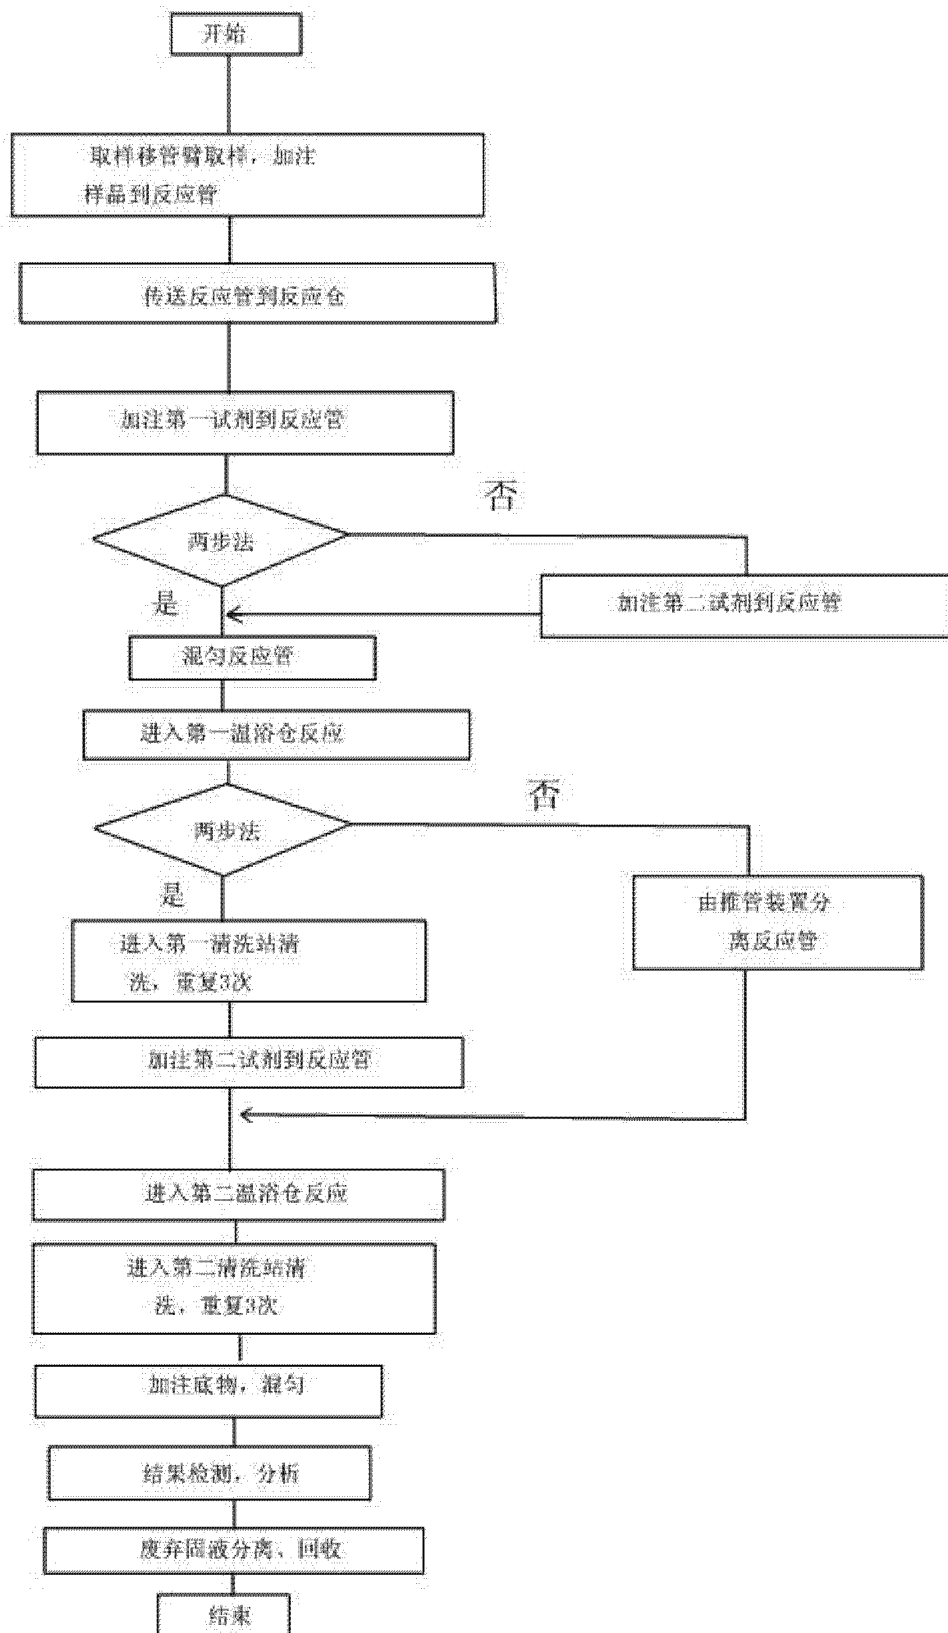 开始
取样移管臂取样，加注
样品到反应管
传送反应管到反应仓
加注第一试剂到反应管
否
两步法
是
加注第二试剂到反应管
混匀反应管
进入第一温浴仓反应
否
两步法
是
由推管装置分
离反应管
进入第一清洗站清
洗，重复3次
加注第二试剂到反应管
进入第二温浴仓反应
进入第二清洗站清
洗，重复3次
加注底物，混匀
结果检测，分析
废弃固液分离、回收
结束